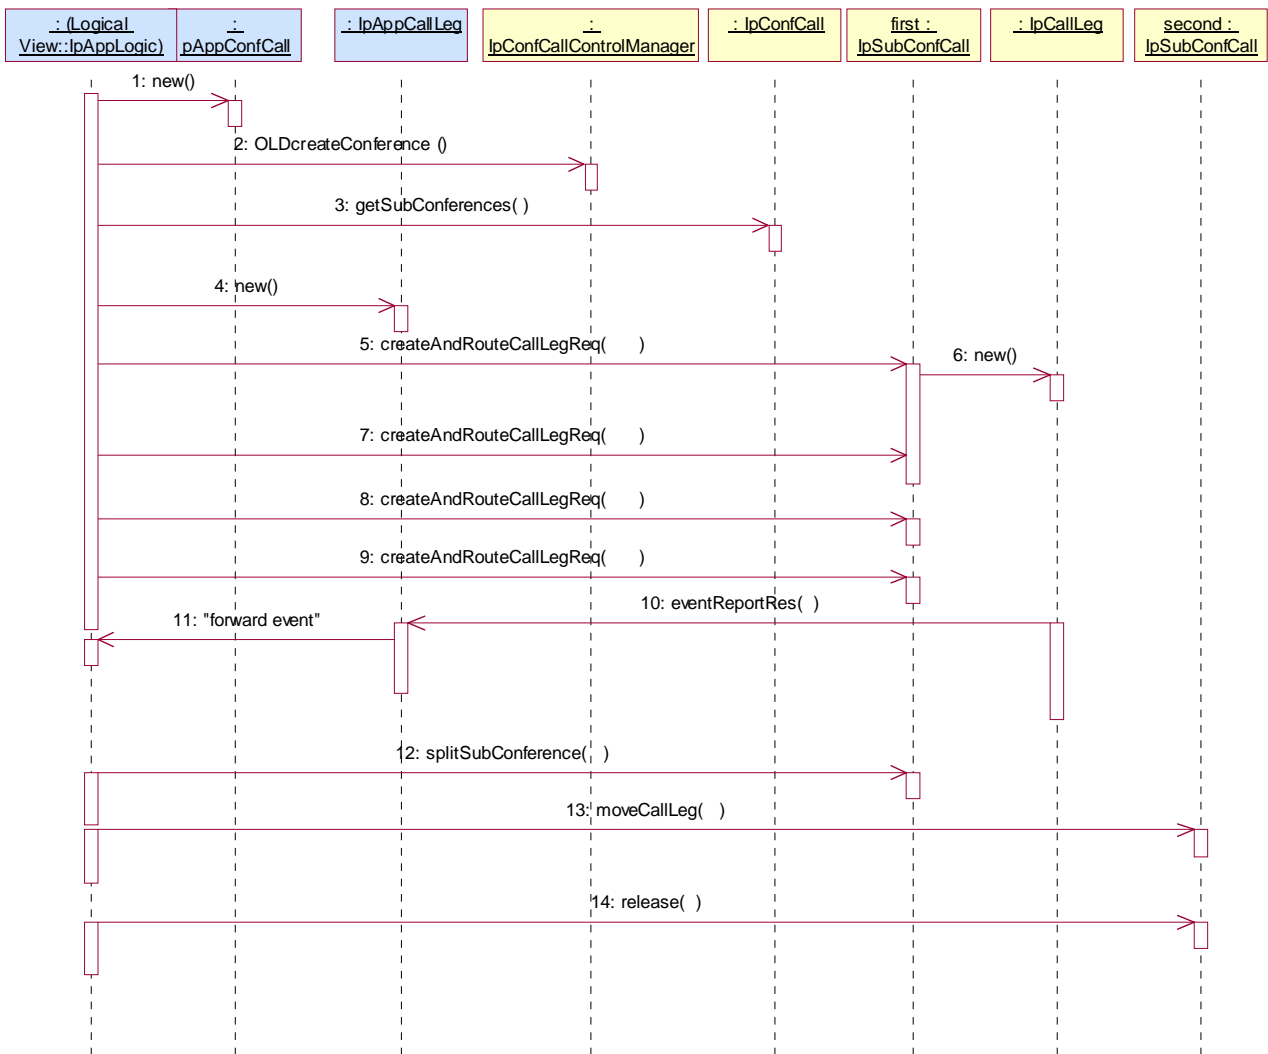 : (Logical
View::IpAppLogic)
:
pAppConfCall
: IpAppCallLeg
:
IpConfCallControlManager
: IpConfCall
first :
IpSubConfCall
: IpCallLeg
second :
IpSubConfCall
1: new()
2: OLDcreateConference ()
3: getSubConferences( )
4: new()
5: createAndRouteCallLegReq( )
6: new()
7: createAndRouteCallLegReq( )
8: createAndRouteCallLegReq( )
9: createAndRouteCallLegReq( )
10: eventReportRes( )
11: "forward event"
12: splitSubConference( )
13: moveCallLeg( )
14: release( )